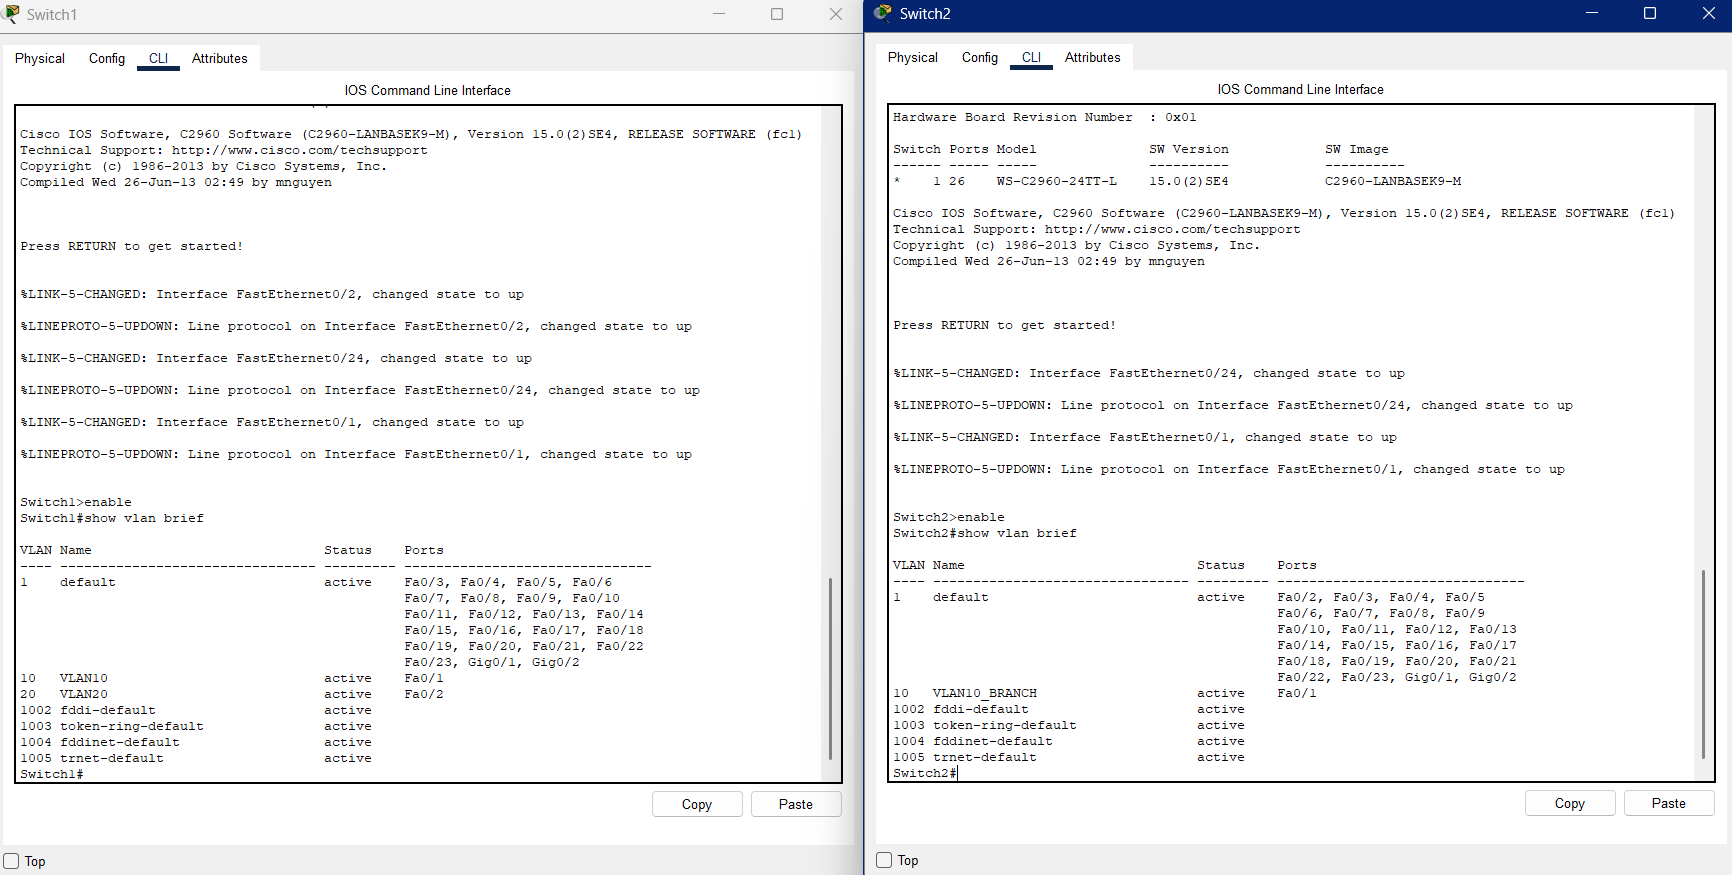 Switch1
Physical Config CLI Attributes
IOS Command Line Interface
Cisco IOS Software, C2960 Software (C2960-LANBASEK9-M), Version 15.0(2)SE4, RELEASE SOFTWARE (fc1)
Technical Support: http://www.cisco.com/techsupport
Copyright (c) 1986-2013 by Cisco Systems, Inc.
Compiled Wed 26-Jun-13 02:49 by mnguyen
Press RETURN to get started!
%LINK-5-CHANGED: Interface FastEthernet0/2, changed state to up
%LINEPROTO-5-UPDOWN: Line protocol on Interface FastEthernet0/2, changed state to up
%LINK-5-CHANGED: Interface FastEthernet0/24, changed state to up
%LINEPROTO-5-UPDOWN: Line protocol on Interface FastEthernet0/24, changed state to up
%LINK-5-CHANGED: Interface FastEthernet0/1, changed state to up
%LINEPROTO-5-UPDOWN: Line protocol on Interface FastEthernet0/1, changed state to up
Switch1>enable
Switch1#show vlan brief
VLAN Name Status Ports
---- -------------------------------- --------- -------------------------------
1 default active Fa0/3, Fa0/4, Fa0/5, Fa0/6
Fa0/7, Fa0/8, Fa0/9, Fa0/10
Fa0/11, Fa0/12, Fa0/13, Fa0/14
Fa0/15, Fa0/16, Fa0/17, Fa0/18
Fa0/19, Fa0/20, Fa0/21, Fa0/22
Fa0/23, Gig0/1, Gig0/2
10 VLAN10 active Fa0/1
20 VLAN20 active Fa0/2
1002 fddi-default active
1003 token-ring-default active
1004 fddinet-default active
1005 trnet-default active
Switch1#
Copy Paste
Top
Switch2
Physical Config CLI Attributes
IOS Command Line Interface
Hardware Board Revision Number : 0x01
Switch Ports Model SW Version SW Image
------ ----- ----- ---------- ----------
* 1 26 WS-C2960-24TT-L 15.0(2)SE4 C2960-LANBASEK9-M
Cisco IOS Software, C2960 Software (C2960-LANBASEK9-M), Version 15.0(2)SE4, RELEASE SOFTWARE (fc1)
Technical Support: http://www.cisco.com/techsupport
Copyright (c) 1986-2013 by Cisco Systems, Inc.
Compiled Wed 26-Jun-13 02:49 by mnguyen
Press RETURN to get started!
%LINK-5-CHANGED: Interface FastEthernet0/24, changed state to up
%LINEPROTO-5-UPDOWN: Line protocol on Interface FastEthernet0/24, changed state to up
%LINK-5-CHANGED: Interface FastEthernet0/1, changed state to up
%LINEPROTO-5-UPDOWN: Line protocol on Interface FastEthernet0/1, changed state to up
Switch2>enable
Switch2#show vlan brief
VLAN Name Status Ports
---- -------------------------------- --------- -------------------------------
1 default active Fa0/2, Fa0/3, Fa0/4, Fa0/5
Fa0/6, Fa0/7, Fa0/8, Fa0/9
Fa0/10, Fa0/11, Fa0/12, Fa0/13
Fa0/14, Fa0/15, Fa0/16, Fa0/17
Fa0/18, Fa0/19, Fa0/20, Fa0/21
Fa0/22, Fa0/23, Gig0/1, Gig0/2
10 VLAN10_BRANCH active Fa0/1
1002 fddi-default active
1003 token-ring-default active
1004 fddinet-default active
1005 trnet-default active
Switch2#
Copy Paste
Top